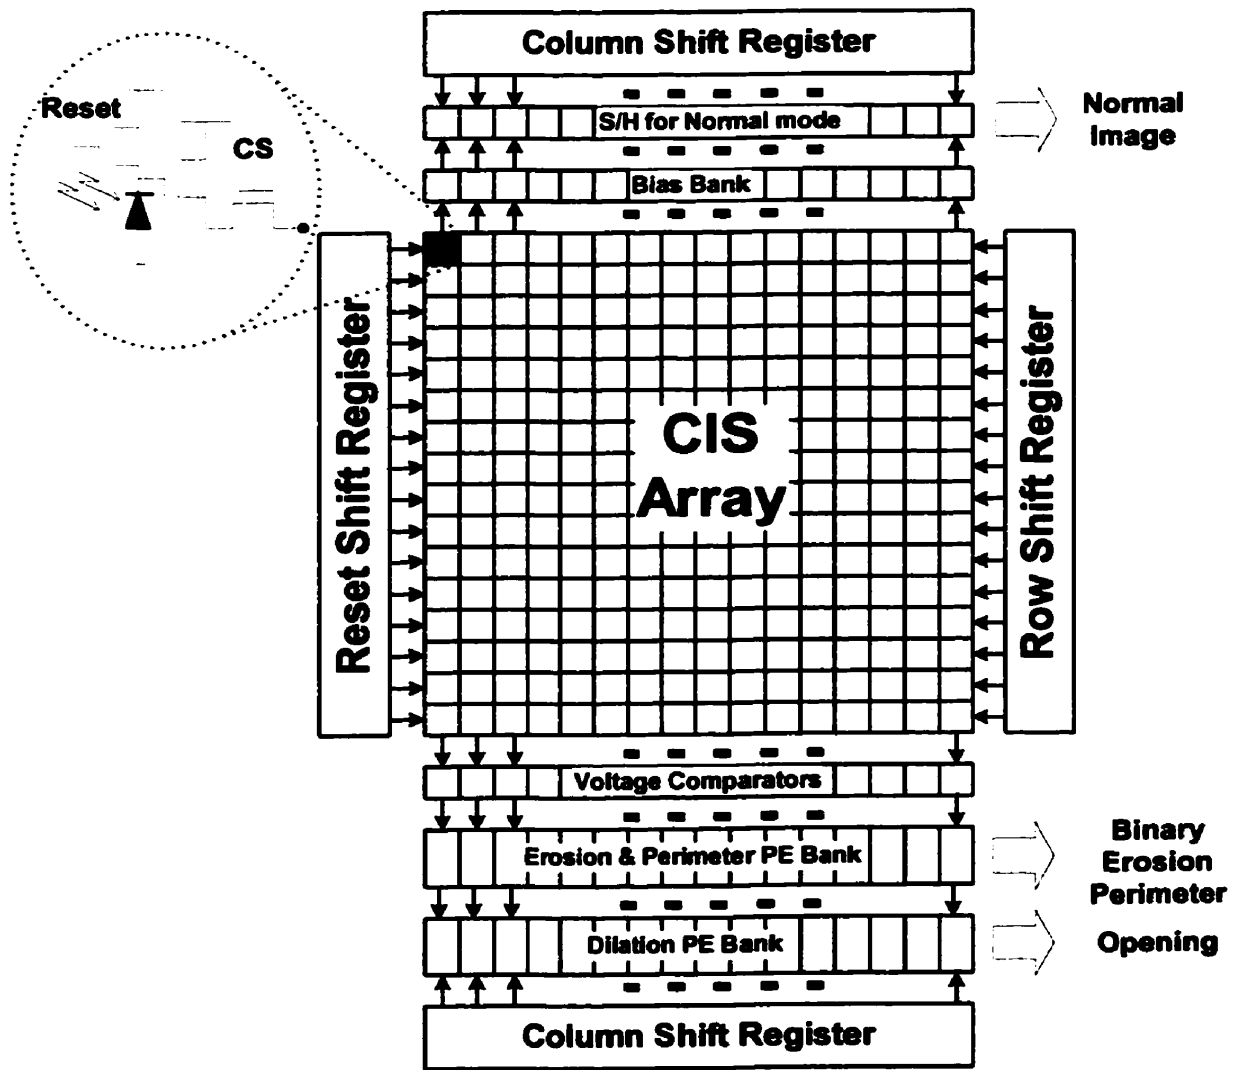 Column Shift Register
Reset
CS
S/H for Normal mode
Normal
Image
Bias Bank
Reset Shift Register
CIS
Array
Row Shift Register
Voltage Comparators
Erosion & Perimeter PE Bank
Binary
Erosion
Perimeter
Dilation PE Bank
Opening
Column Shift Register